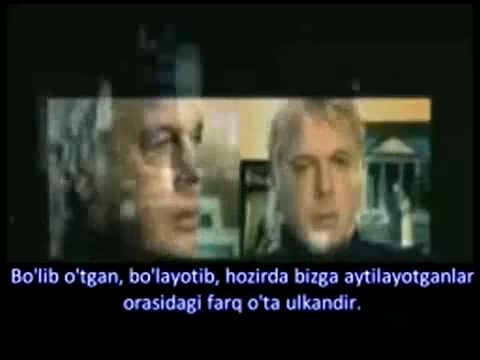 Bo'lib o'tgan, bo'layotib, hozirda bizga aytilayotganlar
orasidagi farq o'ta ulkandir.